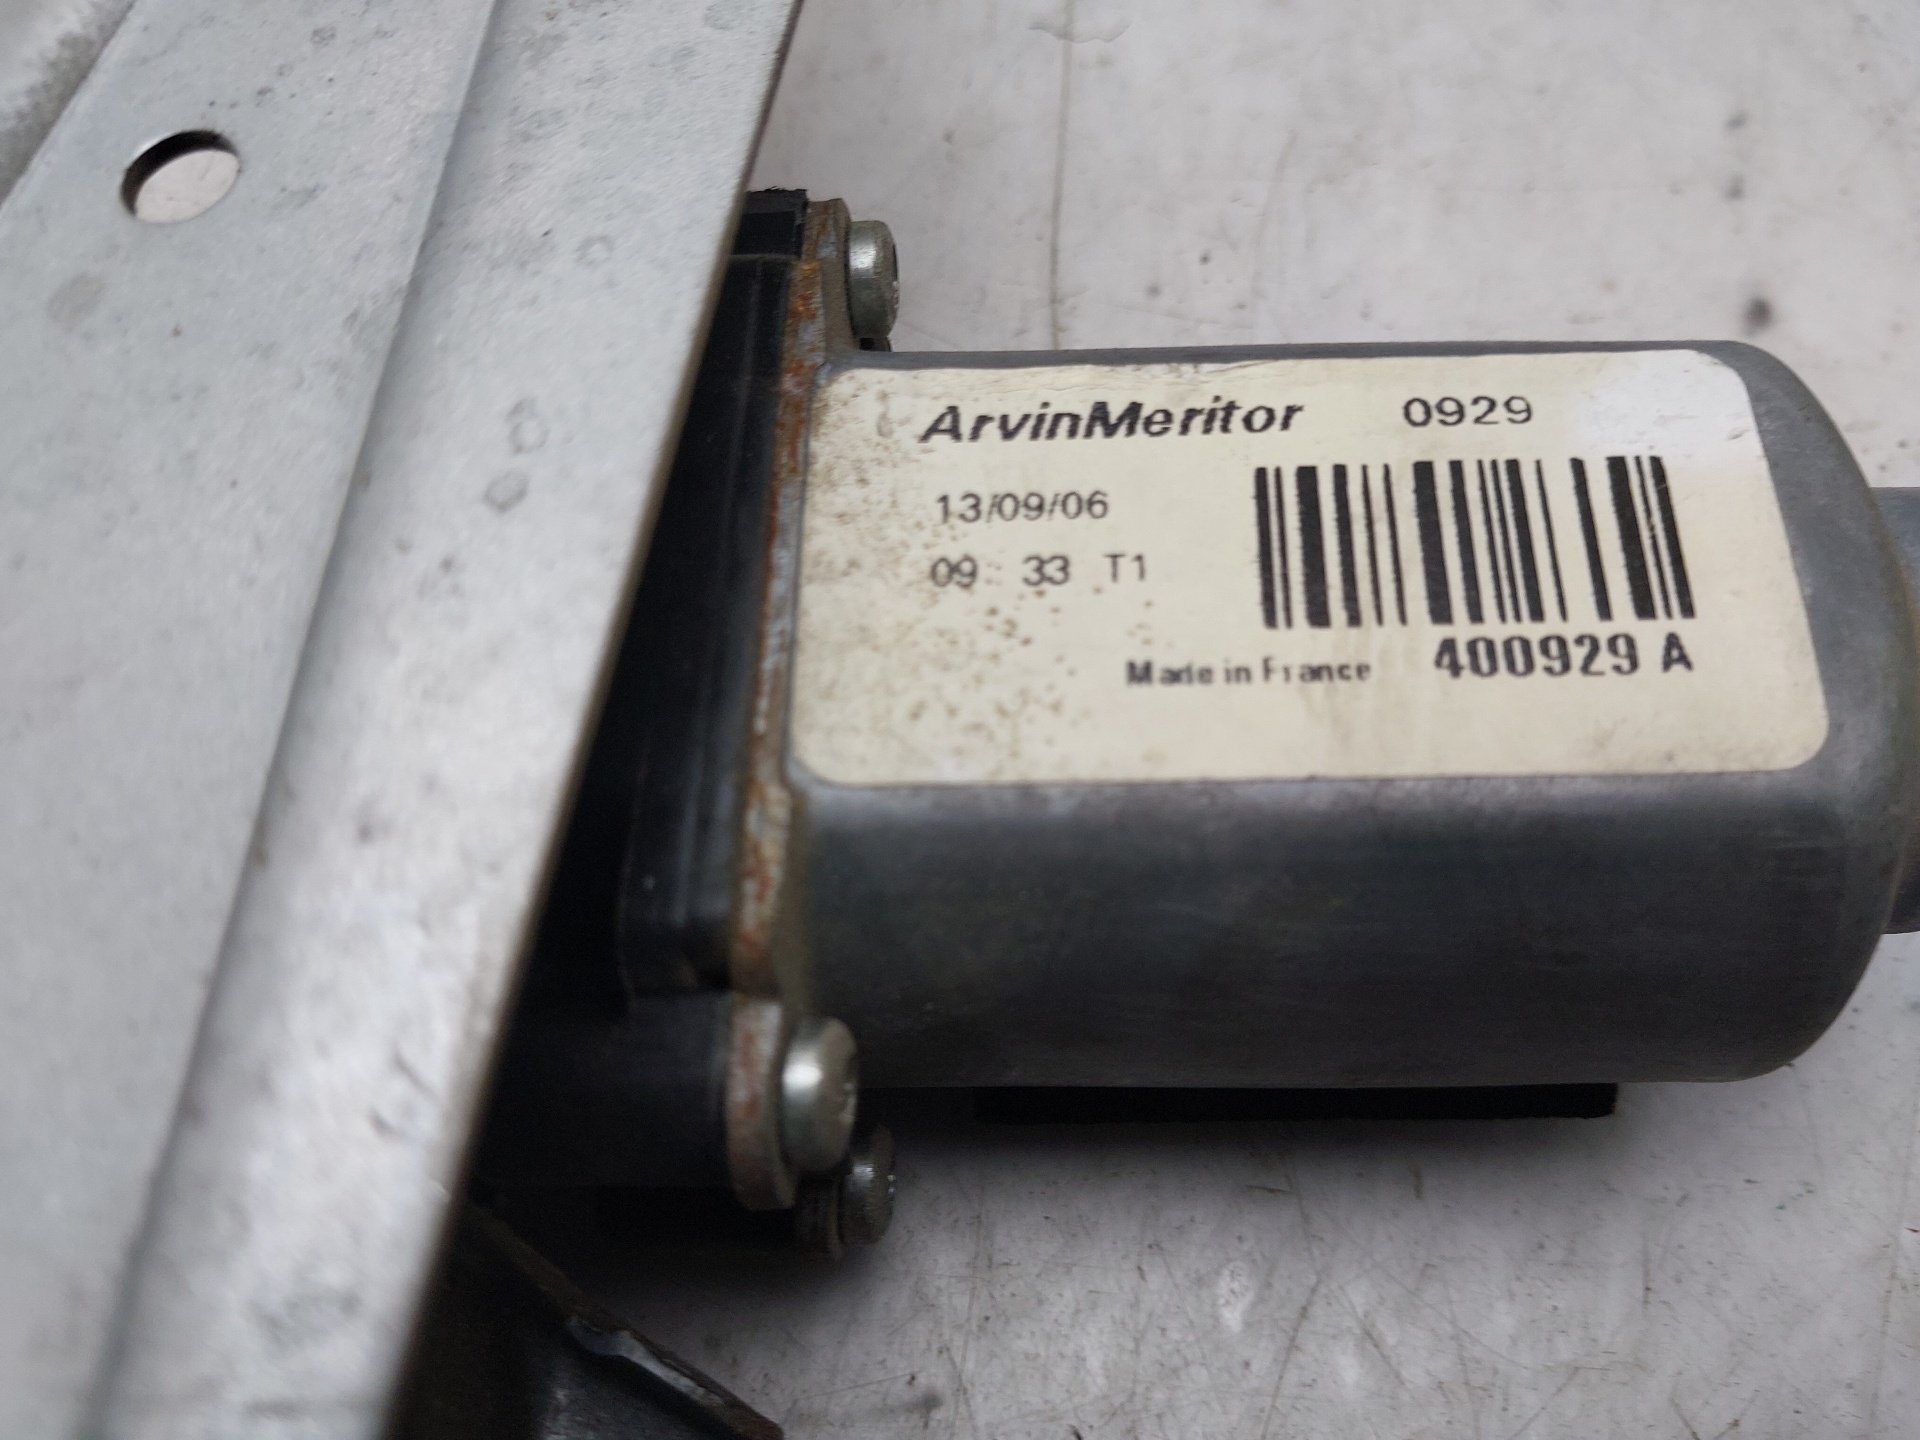 ArvinMeritor 0929
13/09/06
09:33 T1
Made in France 400929 A